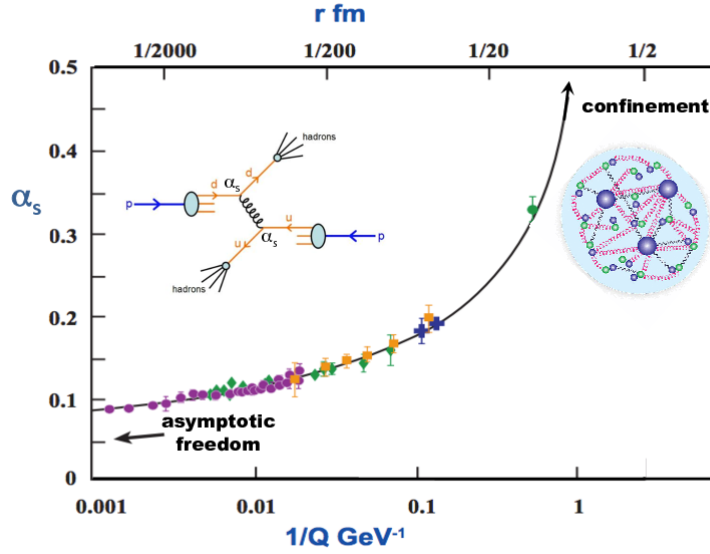 r fm
1/2000 1/200 1/20 1/2
0.5
confinement
hadrons
0.4
d αs d
p
αs
0.3
u αs u
p
hadrons
0.2
0.1
asymptotic
freedom
0
0.001 0.01 0.1 1
1/Q GeV-1